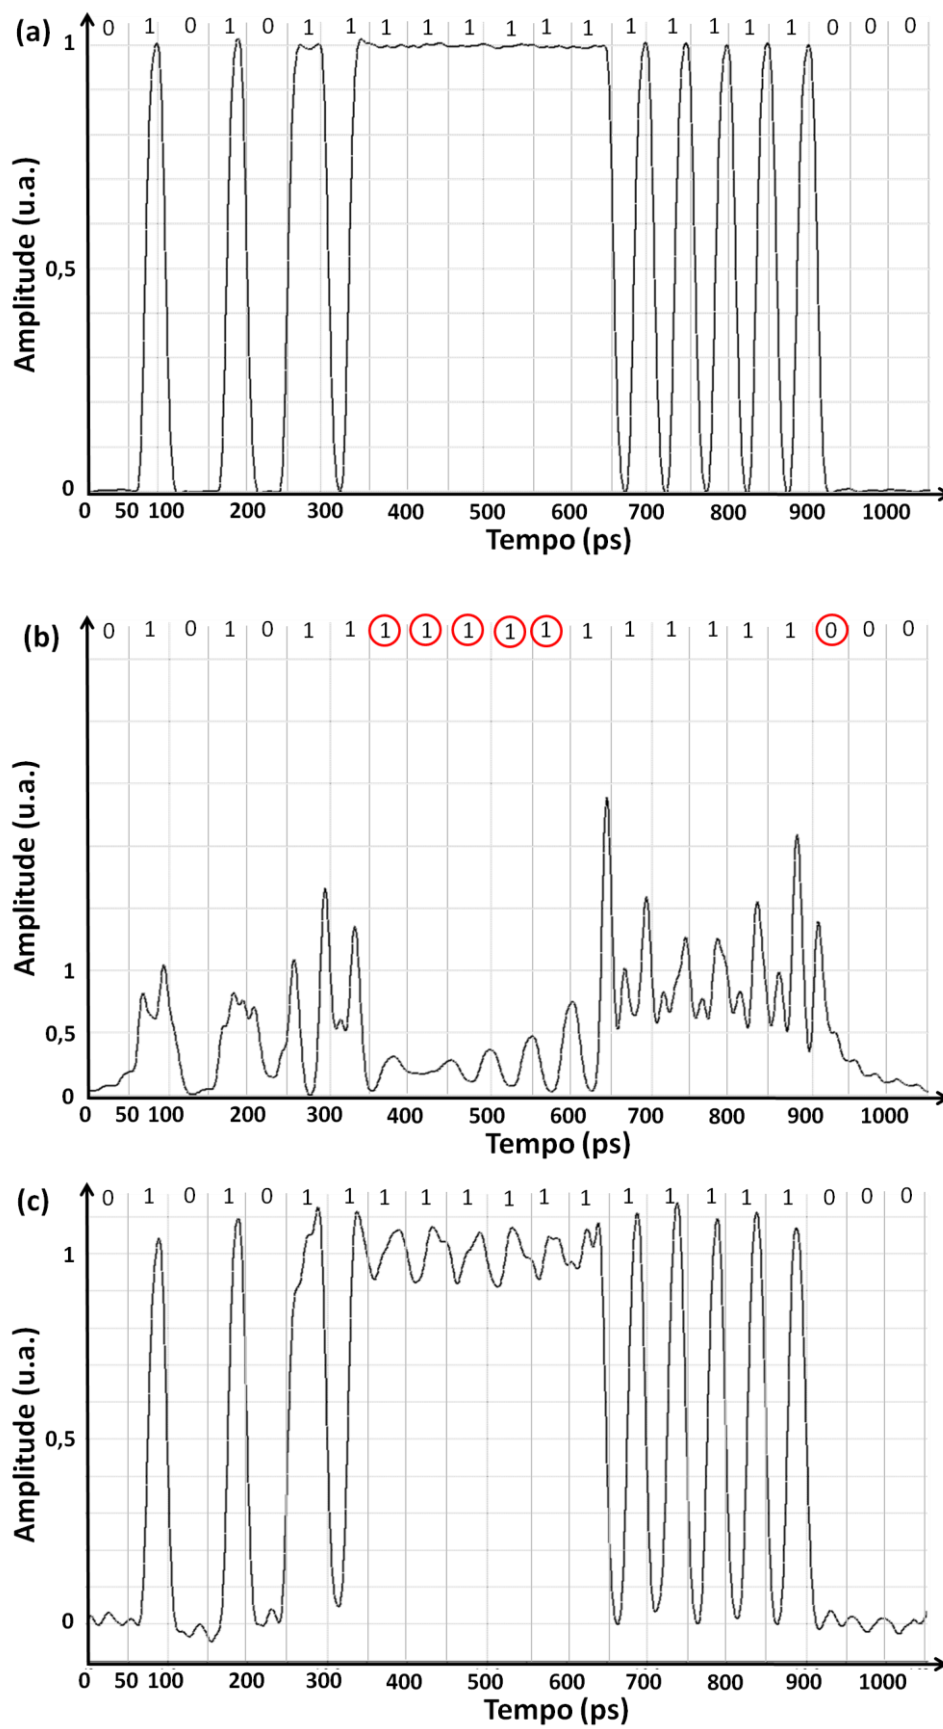 (a) 0 1 0 1 0 1 1 1 1 1 1 1 1 1 1 1 1 1 0 0 0
1
Amplitude (u.a.)
0,5
0
0 50 100 200 300 400 500 600 700 800 900 1000
Tempo (ps)
(b) 0 1 0 1 0 1 1 1 1 1 1 1 1 1 1 1 1 1 0 0 0
Amplitude (u.a.)
1
0,5
0
0 50 100 200 300 400 500 600 700 800 900 1000
Tempo (ps)
(c) 0 1 0 1 0 1 1 1 1 1 1 1 1 1 1 1 1 1 0 0 0
1
Amplitude (u.a.)
0,5
0
0 50 100 200 300 400 500 600 700 800 900 1000
Tempo (ps)